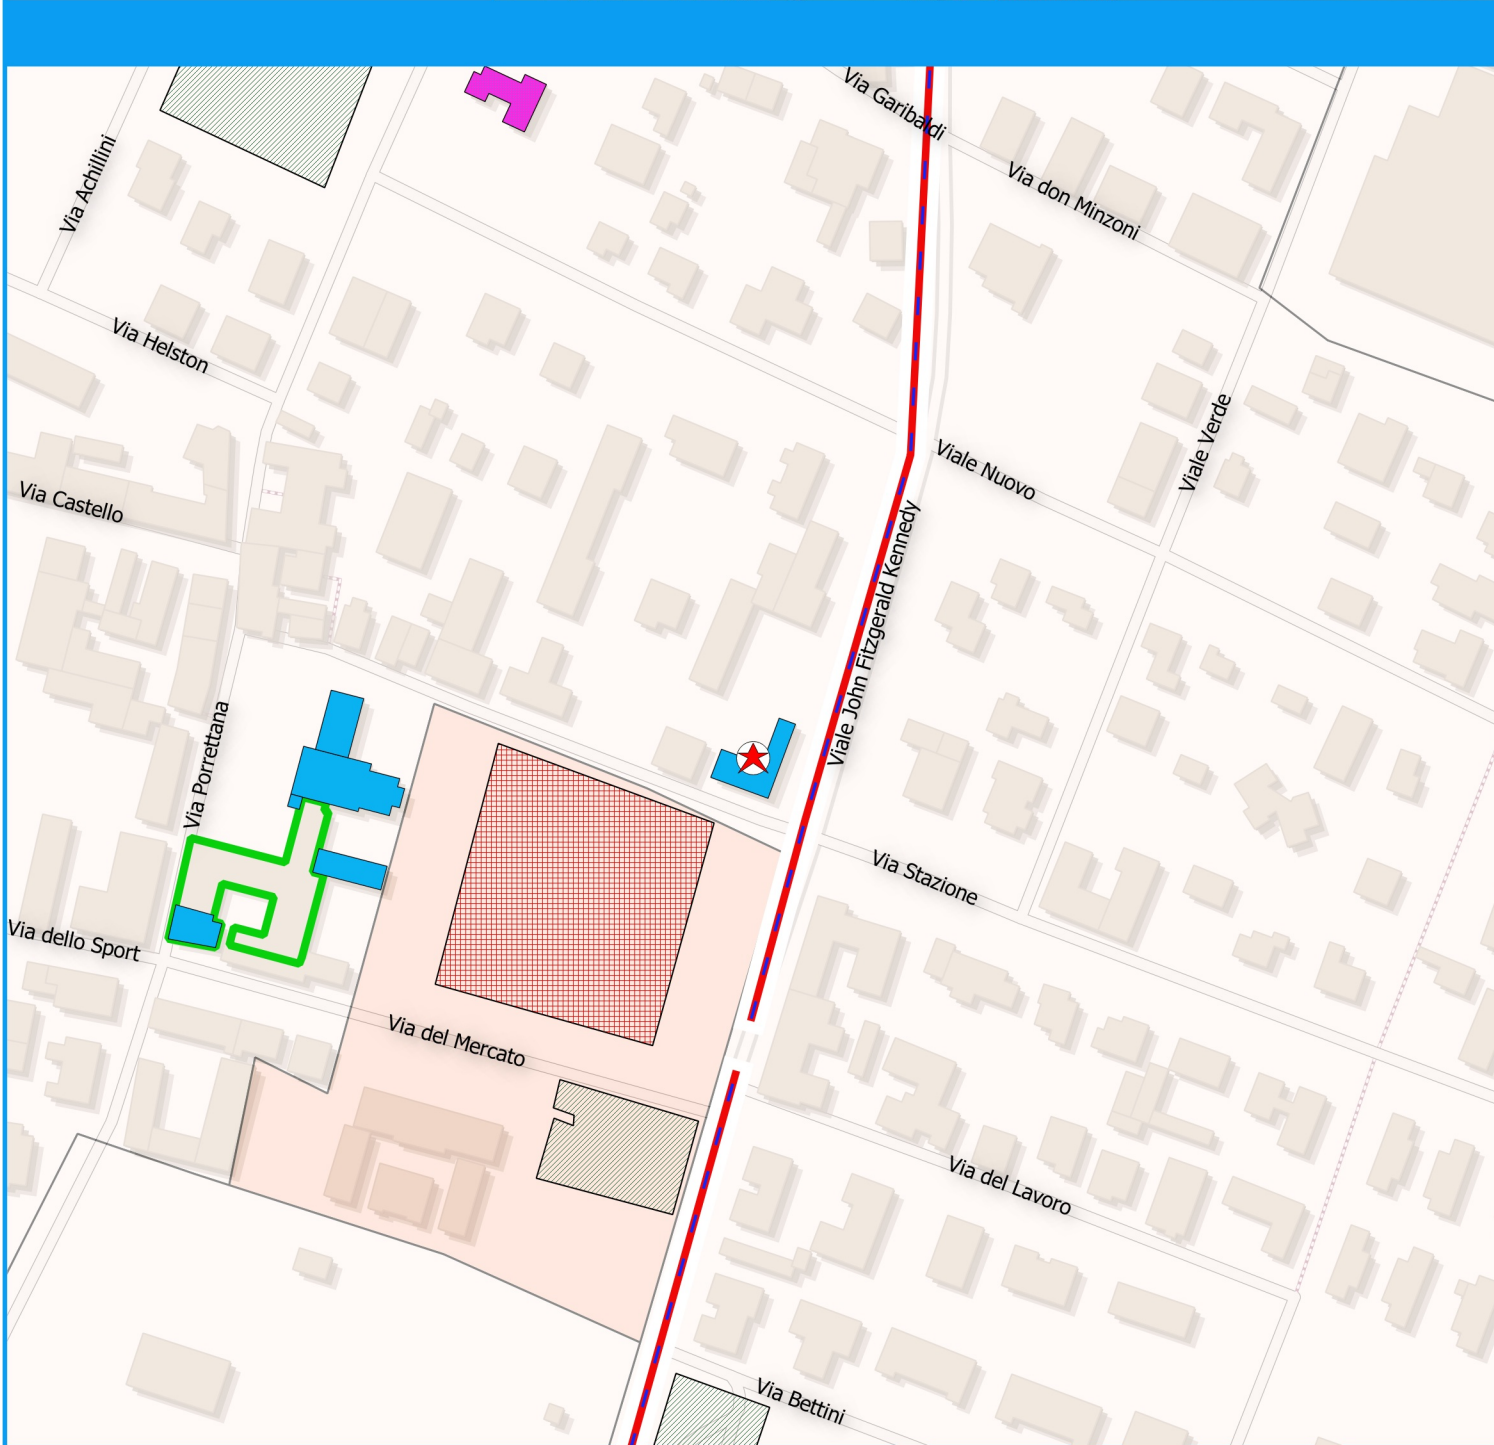 Via Garibaldi
Via Achillini
Via don Minzoni
Via Helston
Viale Verde
Viale Nuovo
Via Castello
Viale John Fitzgerald Kennedy
Via Porrettana
Via Stazione
Via dello Sport
Via del Mercato
Via del Lavoro
Via Bettini